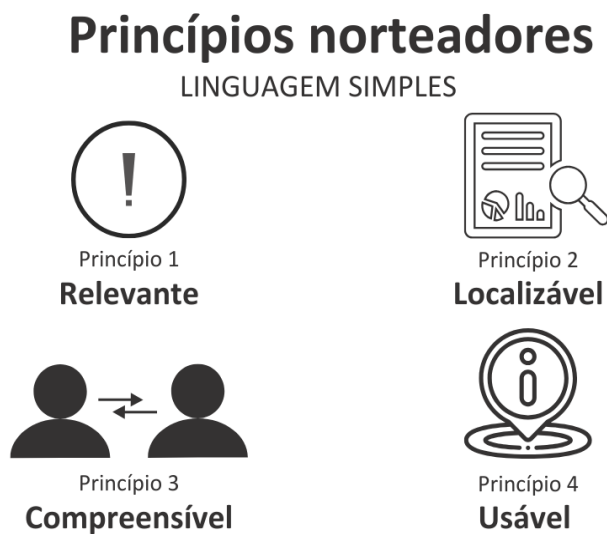 Princípios norteadores
LINGUAGEM SIMPLES
!
Princípio 1
Relevante
Princípio 2
Localizável
Princípio 3
Compreensível
i
Princípio 4
Usável